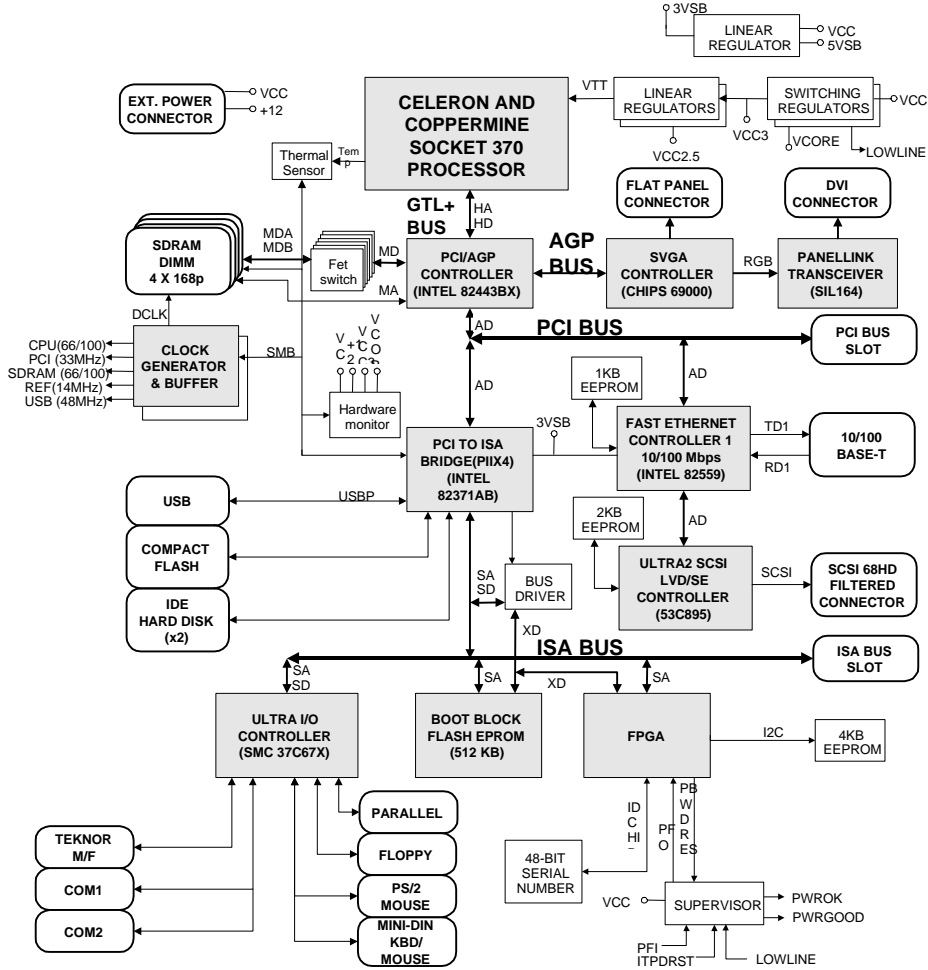 3VSB
LINEAR
REGULATOR
VCC
5VSB
EXT. POWER
CONNECTOR
VCC
+12
CELERON AND
COPPERMINE
SOCKET 370
PROCESSOR
VTT
LINEAR
REGULATORS
SWITCHING
REGULATORS
VCC
VCC3
VCC2.5
VCORE
LOWLINE
Thermal
Sensor
Tem
p
GTL+
BUS
HA
HD
FLAT PANEL
CONNECTOR
DVI
CONNECTOR
SDRAM
DIMM
4 X 168p
MDA
MDB
Fet
switch
MD
MA
PCI/AGP
CONTROLLER
(INTEL 82443BX)
AGP
BUS
SVGA
CONTROLLER
(CHIPS 69000)
RGB
PANELLINK
TRANSCEIVER
(SIL164)
DCLK
AD
PCI BUS
PCI BUS
SLOT
CPU(66/100)
PCI (33MHz)
SDRAM (66/100)
REF(14MHz)
USB (48MHz)
CLOCK
GENERATOR
& BUFFER
SMB
AD
AD
1KB
EEPROM
Hardware
monitor
3VSB
PCI TO ISA
BRIDGE(PIIX4)
(INTEL
82371AB)
FAST ETHERNET
CONTROLLER 1
10/100 Mbps
(INTEL 82559)
TD1
RD1
10/100
BASE-T
USB
USBP
2KB
EEPROM
AD
COMPACT
FLASH
IDE
HARD DISK
(x2)
SA
SD
BUS
DRIVER
ULTRA2 SCSI
LVD/SE
CONTROLLER
(53C895)
SCSI
SCSI 68HD
FILTERED
CONNECTOR
XD
ISA BUS
ISA BUS
SLOT
SA
SD
SA
XD
SA
ULTRA I/O
CONTROLLER
(SMC 37C67X)
BOOT BLOCK
FLASH EPROM
(512 KB)
FPGA
I2C
4KB
EEPROM
PARALLEL
FLOPPY
PS/2
MOUSE
MINI-DIN
KBD/
MOUSE
TEKNOR
M/F
COM1
COM2
ID
CHI
PF
O
PB
W
D
RES
48-BIT
SERIAL
NUMBER
VCC
SUPERVISOR
PWROK
PWRGOOD
PFI
ITPDRST
LOWLINE